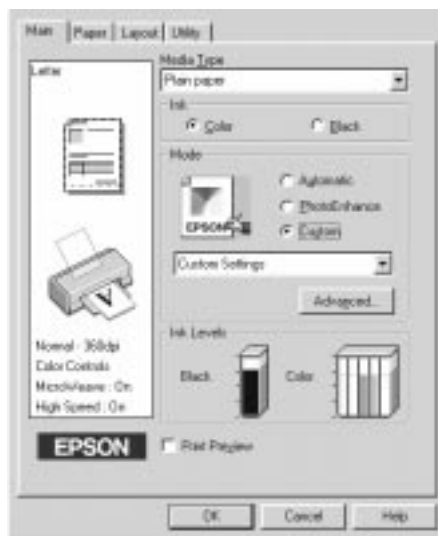 Main Paper Layout Utility
Letter
Media Type
Plain paper
Ink
Color Black
Mode
Automatic
PhotoEnhance
Custom
EPSON
Custom Settings
Advanced...
Normal - 360dpi
Color Controls
MicroWeave : On
High Speed : On
Ink Levels
Black Color
EPSON
Print Preview
OK Cancel Help